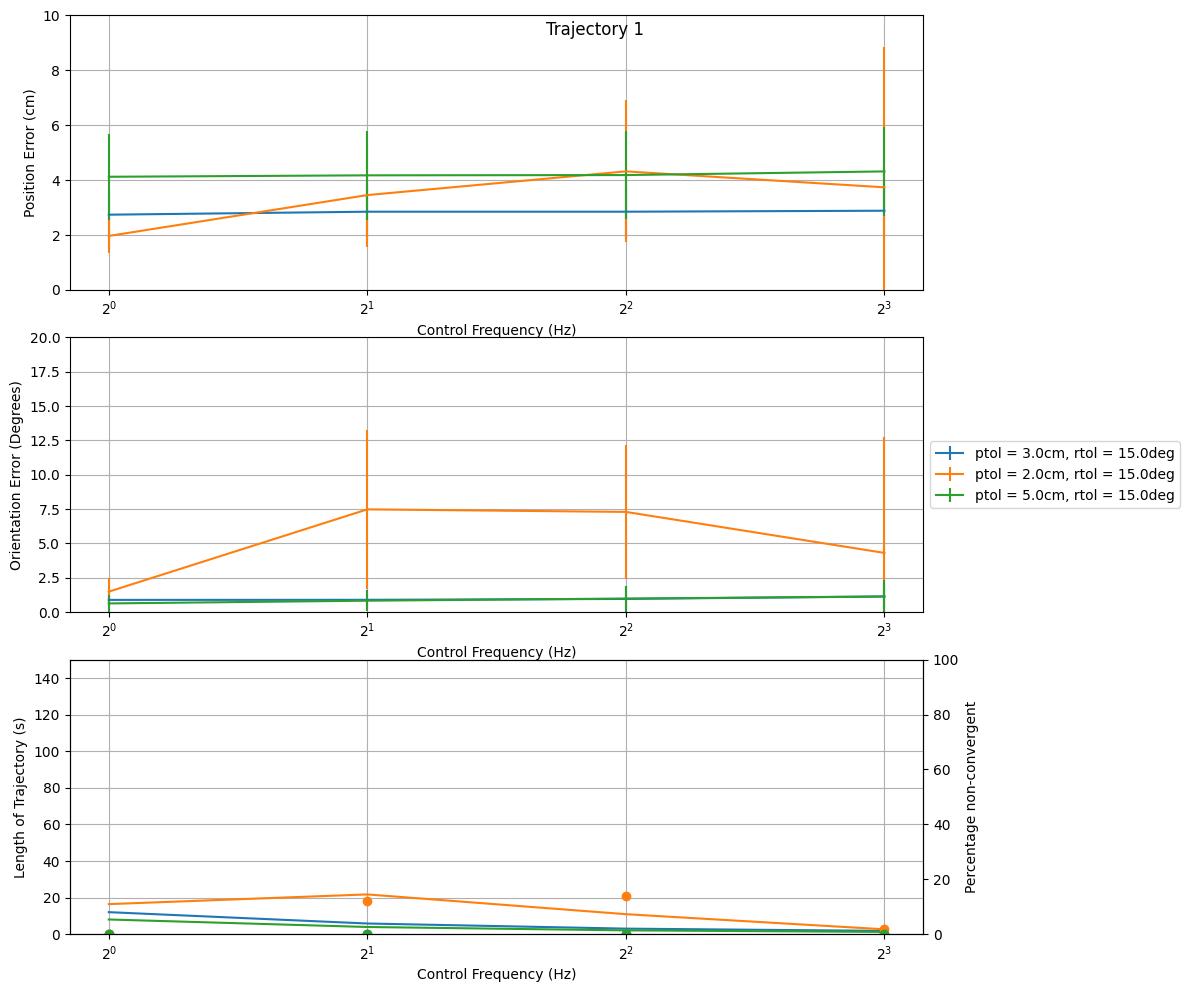 Trajectory 1
10
8
6
4
2
0
Position Error (cm)
2^0 2^1 2^2 2^3
Control Frequency (Hz)
20.0
17.5
15.0
12.5
10.0
7.5
5.0
2.5
0.0
Orientation Error (Degrees)
2^0 2^1 2^2 2^3
Control Frequency (Hz)
ptol = 3.0cm, rtol = 15.0deg
ptol = 2.0cm, rtol = 15.0deg
ptol = 5.0cm, rtol = 15.0deg
140
120
100
80
60
40
20
0
Length of Trajectory (s)
100
80
60
40
20
0
Percentage non-convergent
2^0 2^1 2^2 2^3
Control Frequency (Hz)